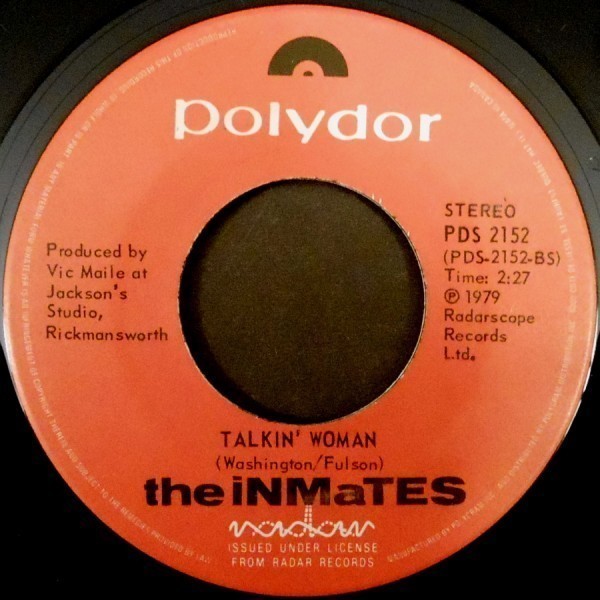 polydor
STEREO
PDS 2152
(PDS-2152-BS)
Time: 2:27
℗ 1979
Radarscope
Records
Ltd.
Produced by
Vic Maile at
Jackson's
Studio,
Rickmansworth
TALKIN' WOMAN
(Washington/Fulson)
the iNMaTES
radar
ISSUED UNDER LICENSE
FROM RADAR RECORDS